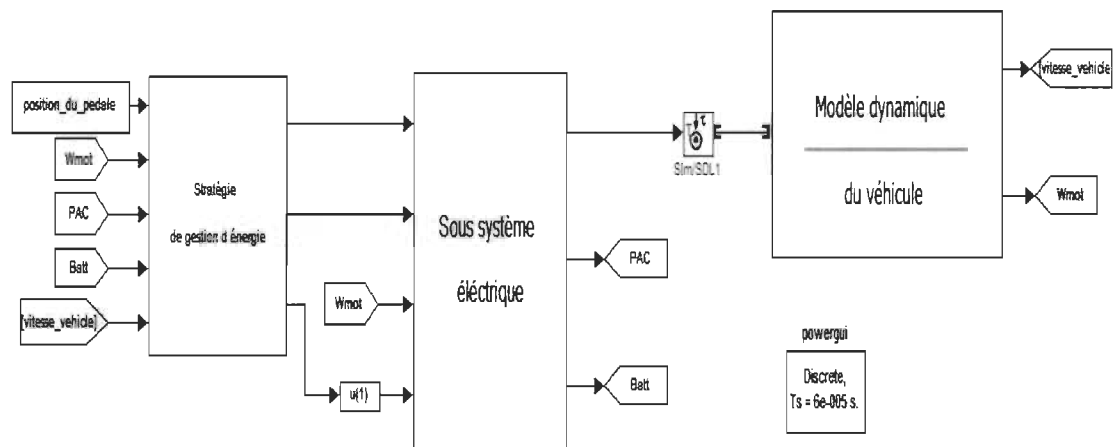 position_du_pedale
Wmot
PAC
Batt
[vitesse_vehicle]
Stratégie
de gestion d énergie
Wmot
u(1)
Sous système
éléctrique
PAC
Batt
T
τ
Sim/SDL1
Modèle dynamique
du véhicule
[vitesse_vehicle
Wmot
powergui
Discrete,
Ts = 6e-005 s.